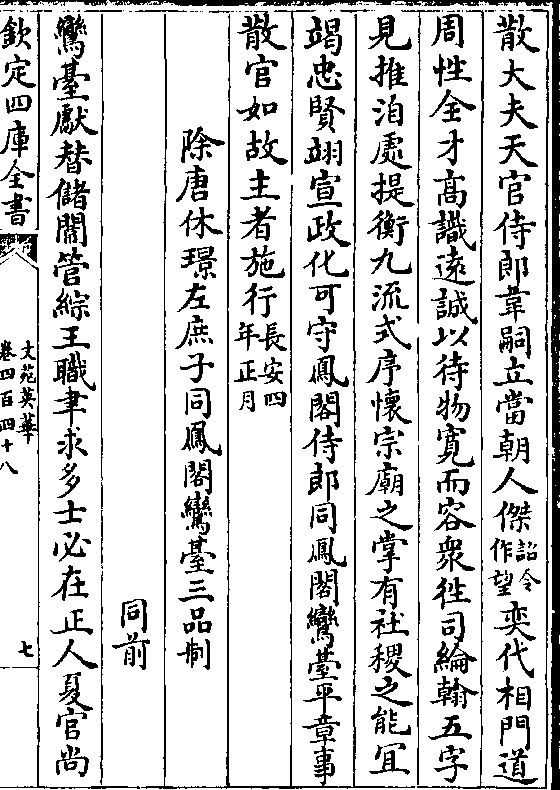 散大夫天官侍郎韋嗣立當朝人傑詔令作望奕代相門道
周性全才髙識遠誠以待物寛而容衆徃司綸翰五字
見推洎處提衡九流式序懷宗廟之掌有社稷之能冝
竭忠賢翊宣政化可守鳳閣侍郎同鳳閣鸞臺平章事
散官如故主者施行長安四年正月
除唐休璟左庶子同鳳閣鸞臺三品制
同前
鸞臺獻替儲闈管綜王職聿求多士必在正人夏官尚
欽定四庫全書
文苑英華
卷四百四十八
七